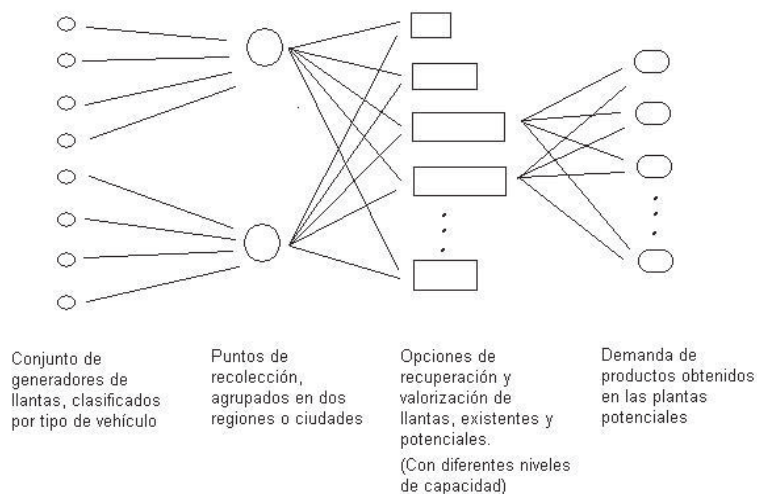 Conjunto de
generadores de
llantas, clasificados
por tipo de vehículo
Puntos de
recolección,
agrupados en dos
regiones o ciudades
Opciones de
recuperación y
valorización de
llantas, existentes y
potenciales.
(Con diferentes niveles
de capacidad)
Demanda de
productos obtenidos
en las plantas
potenciales